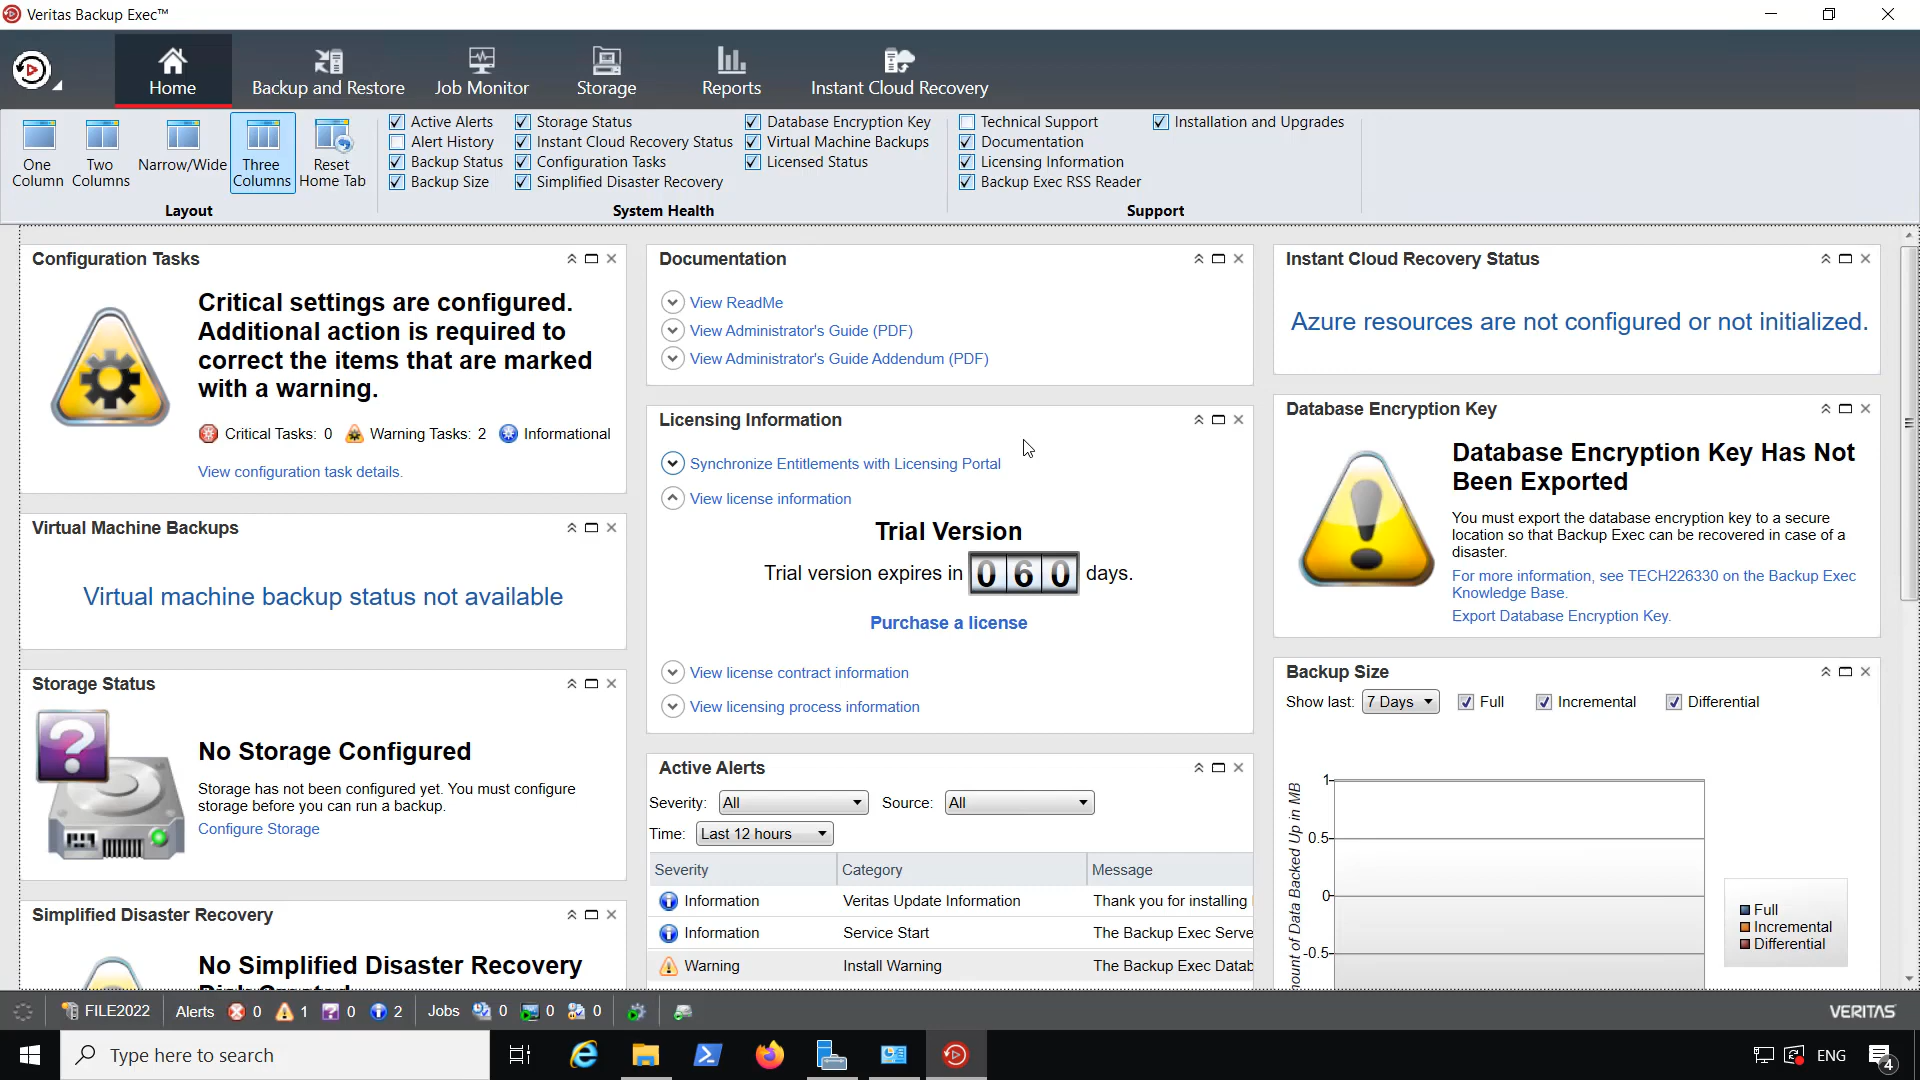 Veritas Backup Exec™
Home
Backup and Restore
Job Monitor
Storage
Reports
Instant Cloud Recovery
One
Column
Two
Columns
Narrow/Wide
Three
Columns
Reset
Home Tab
Layout
Active Alerts
Alert History
Backup Status
Backup Size
Storage Status
Instant Cloud Recovery Status
Configuration Tasks
Simplified Disaster Recovery
Database Encryption Key
Virtual Machine Backups
Licensed Status
System Health
Technical Support
Documentation
Licensing Information
Backup Exec RSS Reader
Installation and Upgrades
Support
Configuration Tasks
Critical settings are configured.
Additional action is required to
correct the items that are marked
with a warning.
Critical Tasks: 0 Warning Tasks: 2 Informational
View configuration task details.
Virtual Machine Backups
Virtual machine backup status not available
Storage Status
No Storage Configured
Storage has not been configured yet. You must configure
storage before you can run a backup.
Configure Storage
Simplified Disaster Recovery
No Simplified Disaster Recovery
Documentation
View ReadMe
View Administrator's Guide (PDF)
View Administrator's Guide Addendum (PDF)
Licensing Information
Synchronize Entitlements with Licensing Portal
View license information
Trial Version
Trial version expires in 060 days.
Purchase a license
View license contract information
View licensing process information
Active Alerts
Severity: All Source: All
Time: Last 12 hours
Severity Category Message
Information Veritas Update Information Thank you for installing
Information Service Start The Backup Exec Serve
Warning Install Warning The Backup Exec Datab
Instant Cloud Recovery Status
Azure resources are not configured or not initialized.
Database Encryption Key
Database Encryption Key Has Not
Been Exported
You must export the database encryption key to a secure
location so that Backup Exec can be recovered in case of a
disaster.
For more information, see TECH226330 on the Backup Exec
Knowledge Base.
Export Database Encryption Key.
Backup Size
Show last: 7 Days Full Incremental Differential
ount of Data Backed Up in MB
1
0.5
0
-0.5
Full
Incremental
Differential
FILE2022 Alerts 0 1 0 2 Jobs 0 0 0
VERITAS
Type here to search
ENG
4